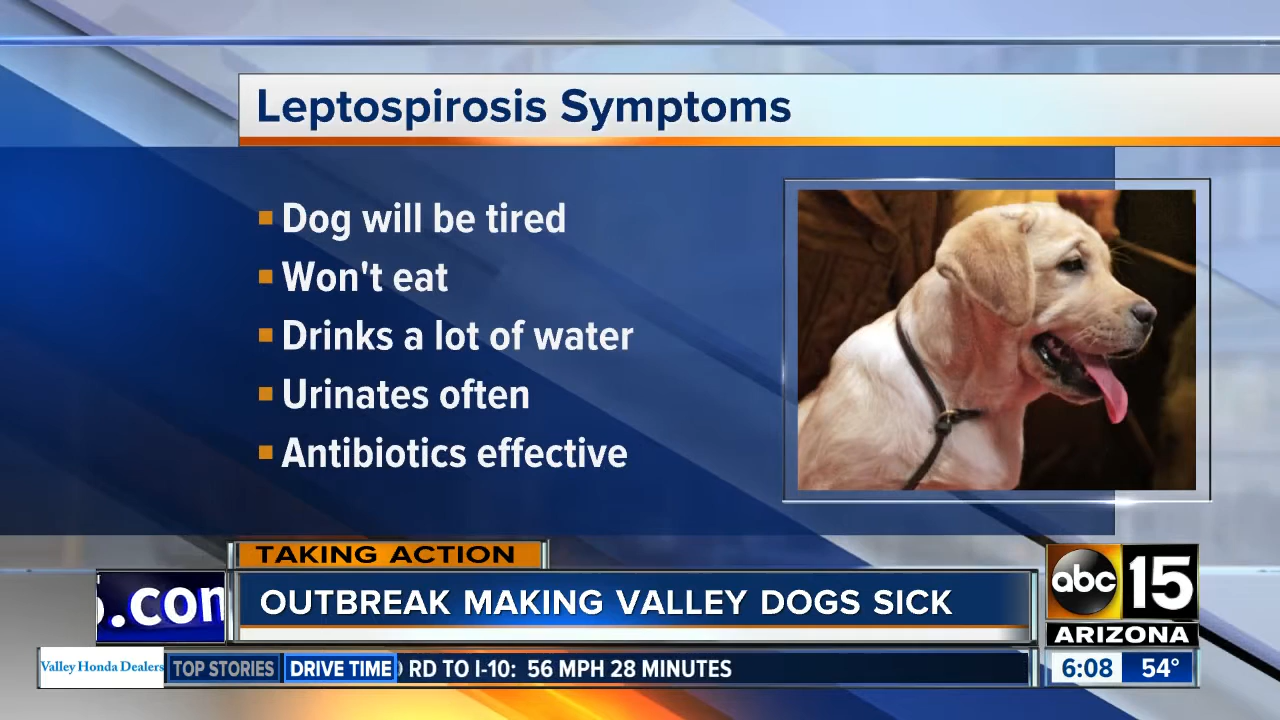 Leptospirosis Symptoms
Dog will be tired
Won't eat
Drinks a lot of water
Urinates often
Antibiotics effective
TAKING ACTION
.com
OUTBREAK MAKING VALLEY DOGS SICK
abc 15
ARIZONA
Valley Honda Dealers
TOP STORIES
DRIVE TIME
RD TO I-10: 56 MPH 28 MINUTES
6:08
54°